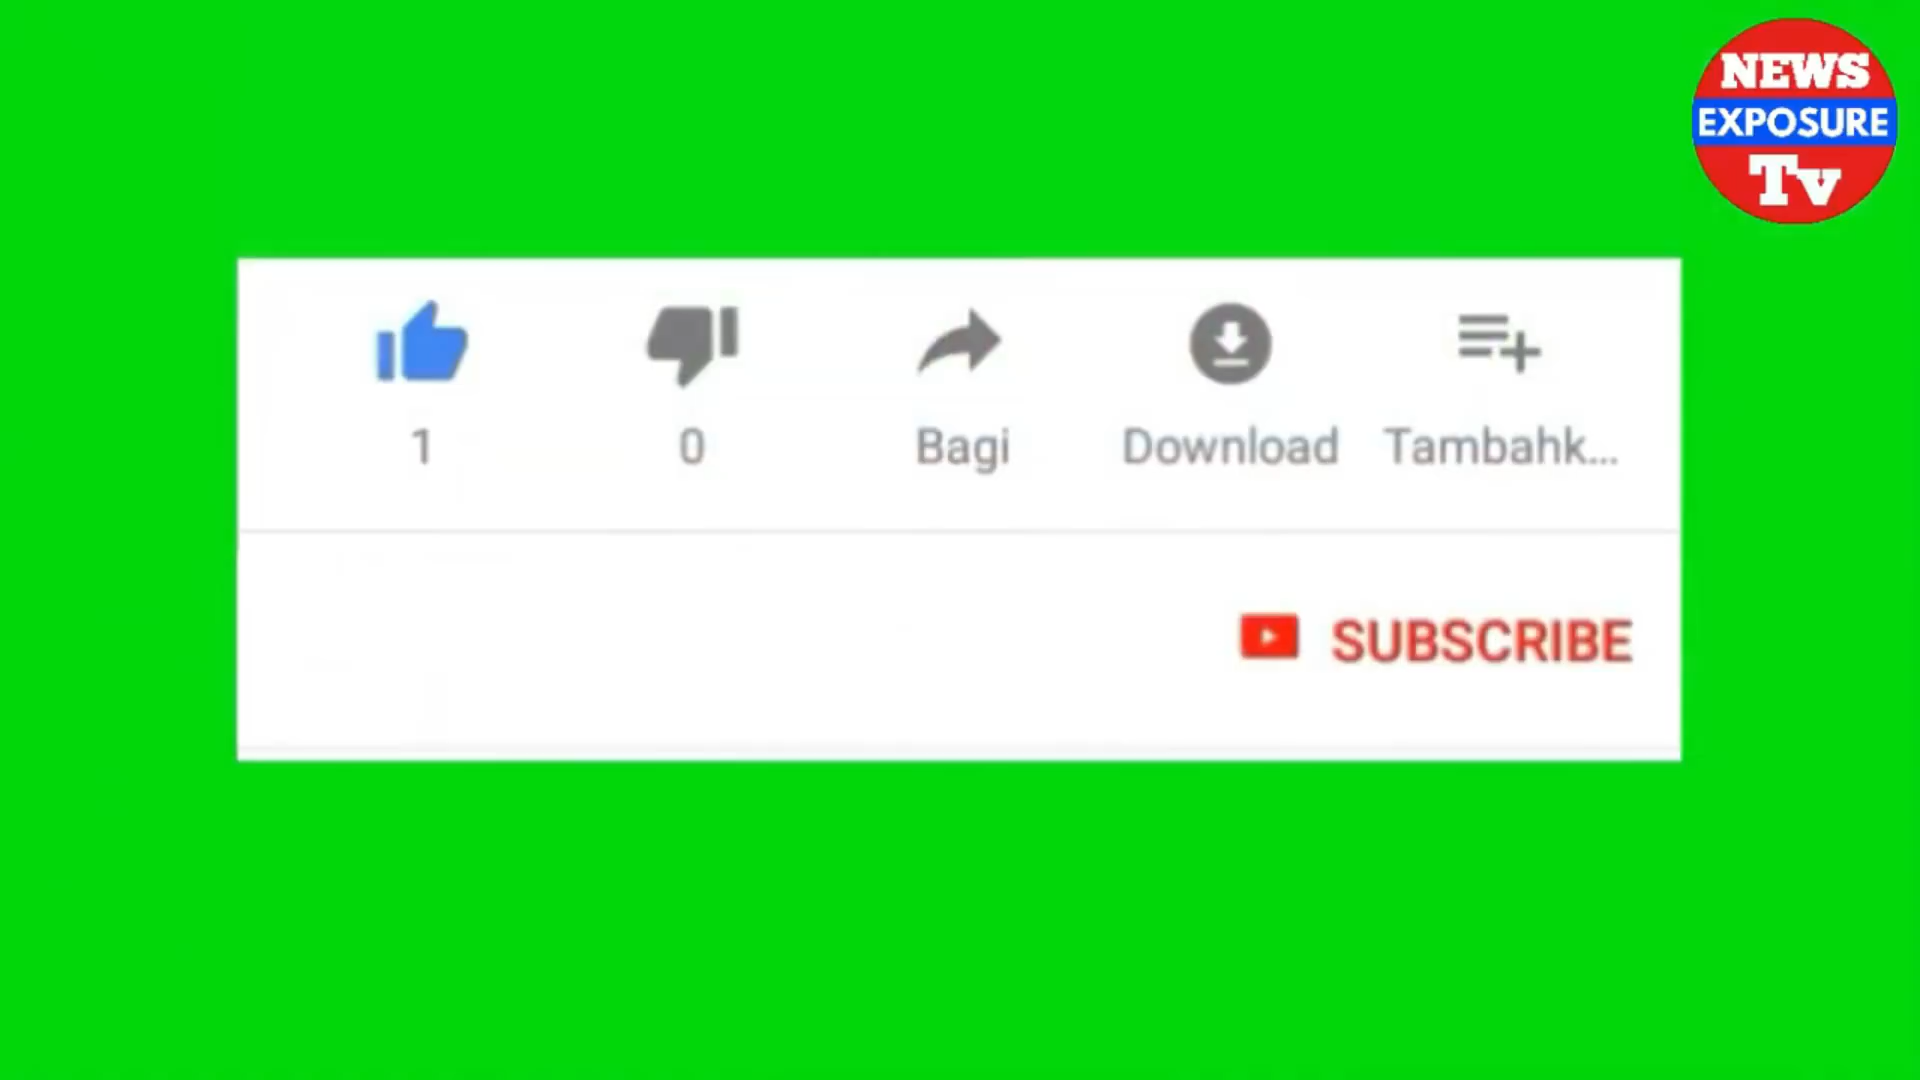 NEWS
EXPOSURE
Tv
1 0 Bagi Download Tambahk...
SUBSCRIBE